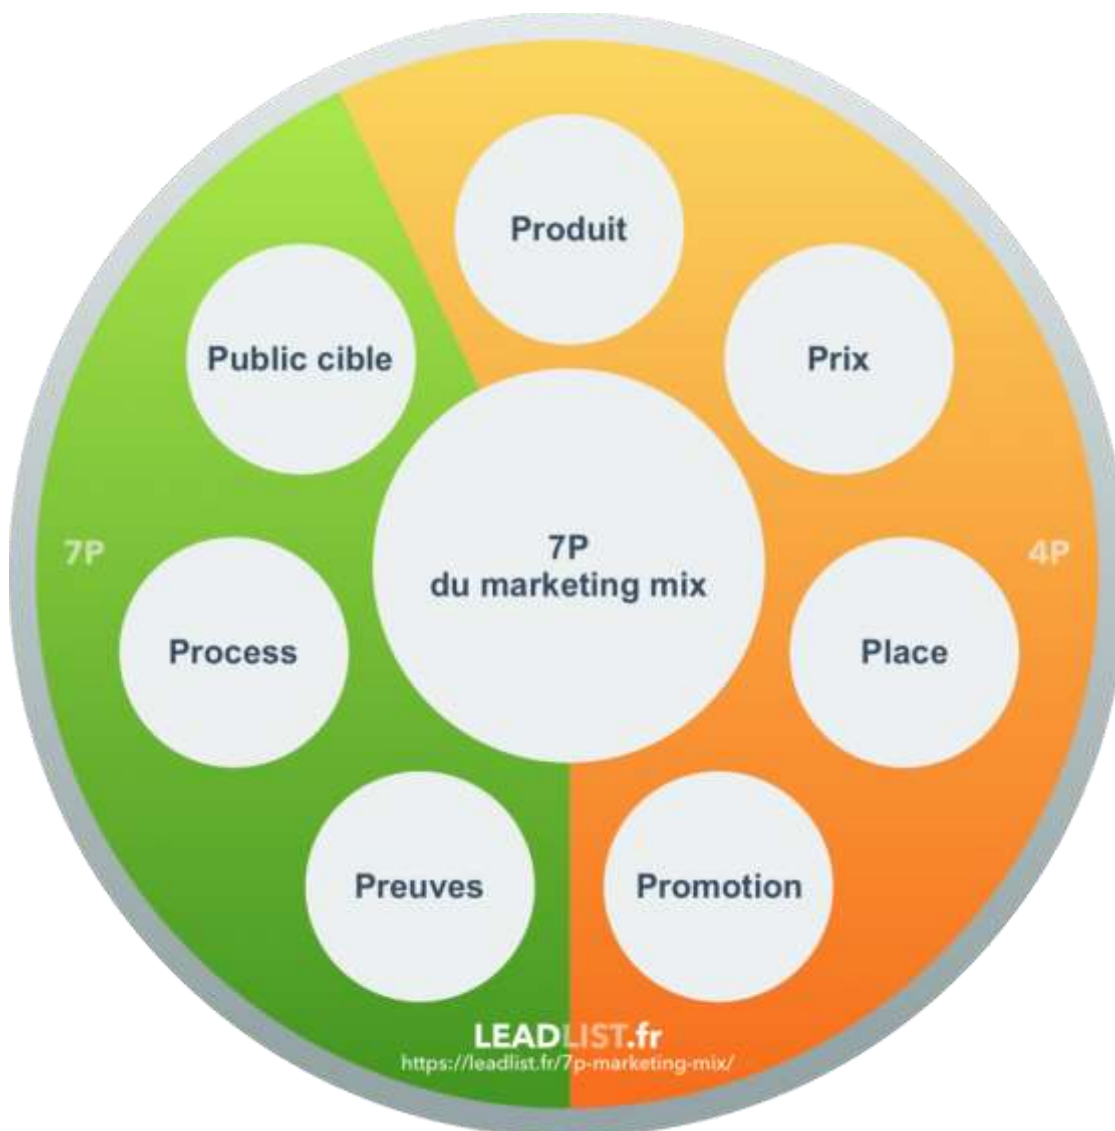 Produit
Prix
Place
Promotion
Preuves
Process
Public cible
7P
du marketing mix
7P
4P
LEADLIST.fr
https://leadlist.fr/7p-marketing-mix/